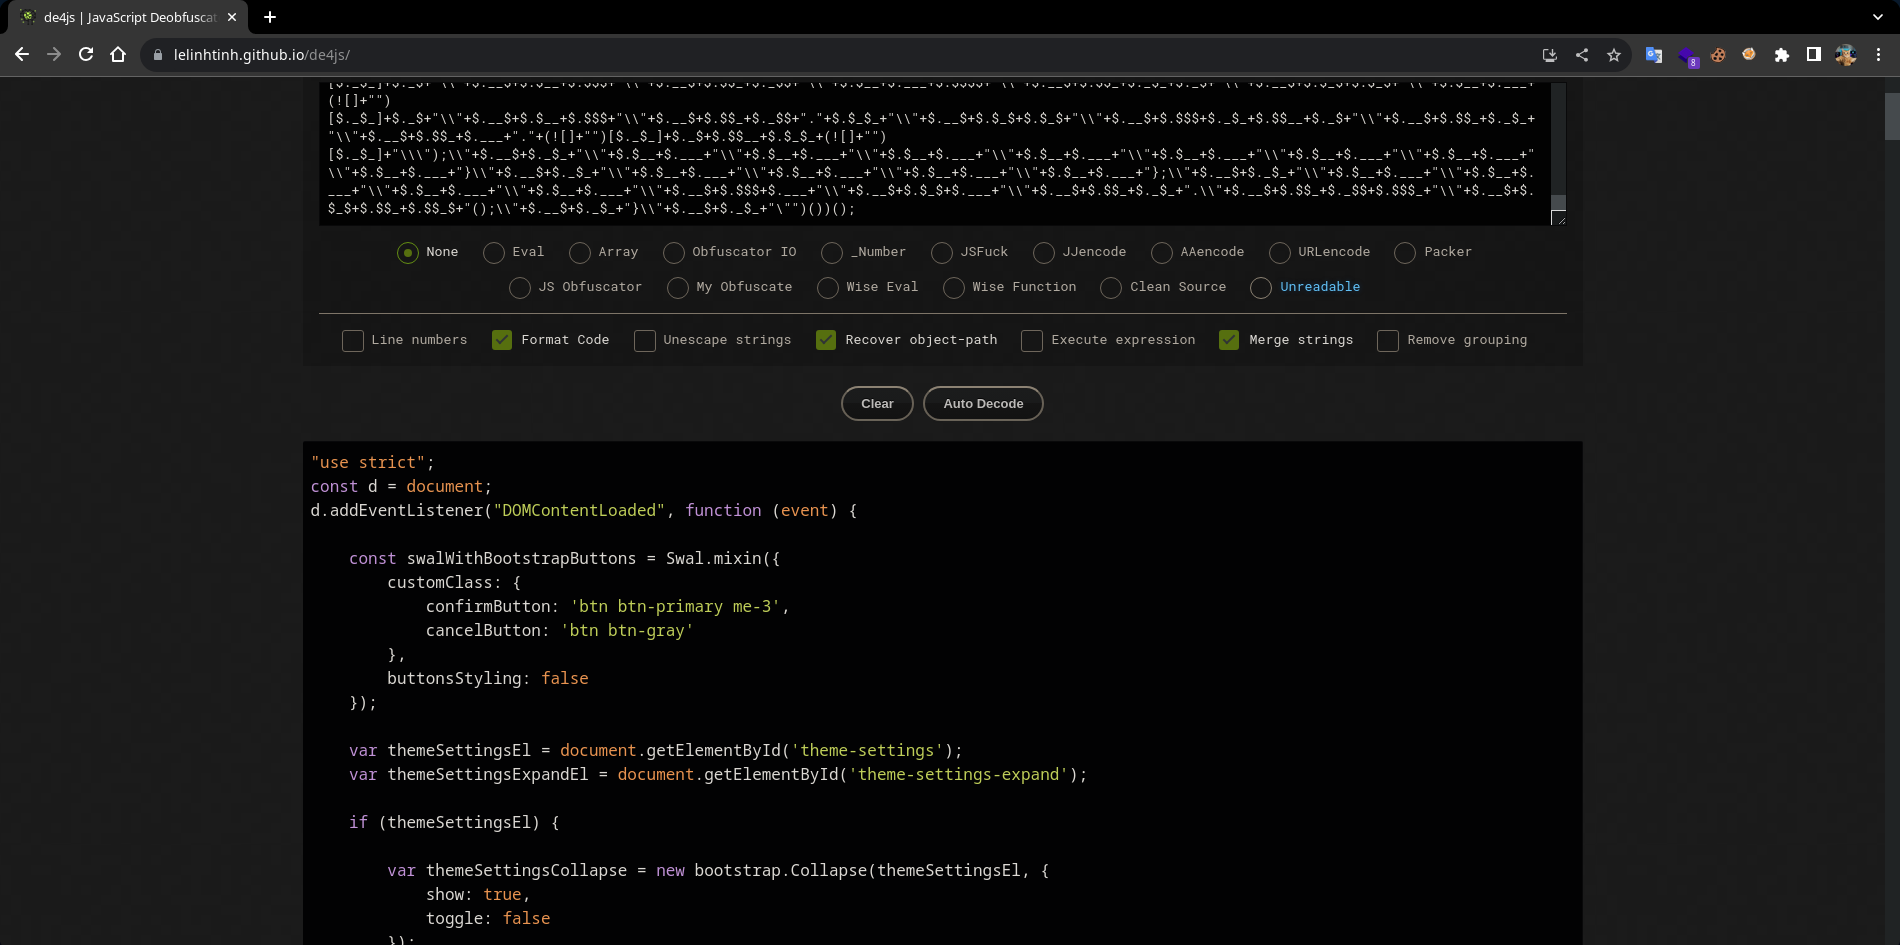 de4js | JavaScript Deobfuscat
lelinhtinh.github.io/de4js/
8
(![]+"")
[$._$_]+$._$+"\\"+$.__$+$.$__+$.$$$+"\\"+$.__$+$.$$_+$._$$+"."+$.$_$_+"\\"+$.__$+$.$_$+$.$_$+"\\"+$.__$+$.$$$+$._$_+$.$$__+$._$+"\\"+$.__$+$.$$_+$._$_+
"\\"+$.__$+$.$$_+$.___+"."+(![]+"")[$._$_]+$._$+$.$$__+$.$_$_+(![]+"")
[$._$_]+"\\\");\\"+$.__$+$._$_+"\\"+$.$__+$.___+"\\"+$.$__+$.___+"\\"+$.$__+$.___+"\\"+$.$__+$.___+"\\"+$.$__+$.___+"\\"+$.$__+$.___+"\\"+$.$__+$.___+"
\\"+$.$__+$.___+"}\\"+$.__$+$._$_+"\\"+$.$__+$.___+"\\"+$.$__+$.___+"\\"+$.$__+$.___+"\\"+$.$__+$.___+"};\\"+$.__$+$._$_+"\\"+$.$__+$.___+"\\"+$.$__+$.
___+"\\"+$.$__+$.___+"\\"+$.$__+$.___+"\\"+$.__$+$.$$$+$.___+"\\"+$.__$+$.$_$+$.___+"\\"+$.__$+$.$$_+$._$_+".\\"+$.__$+$.$$_+$._$$+$.$$$_+"\\"+$.__$+$.
$_$+$.$$_+$.$$_$+"();\\"+$.__$+$._$_+"}\\"+$.__$+$._$_+"\"")())();
None Eval Array Obfuscator IO _Number JSFuck JJencode AAencode URLencode Packer
JS Obfuscator My Obfuscate Wise Eval Wise Function Clean Source Unreadable
Line numbers Format Code Unescape strings Recover object-path Execute expression Merge strings Remove grouping
Clear Auto Decode
"use strict";
const d = document;
d.addEventListener("DOMContentLoaded", function (event) {
const swalWithBootstrapButtons = Swal.mixin({
customClass: {
confirmButton: 'btn btn-primary me-3',
cancelButton: 'btn btn-gray'
},
buttonsStyling: false
});
var themeSettingsEl = document.getElementById('theme-settings');
var themeSettingsExpandEl = document.getElementById('theme-settings-expand');
if (themeSettingsEl) {
var themeSettingsCollapse = new bootstrap.Collapse(themeSettingsEl, {
show: true,
toggle: false
});